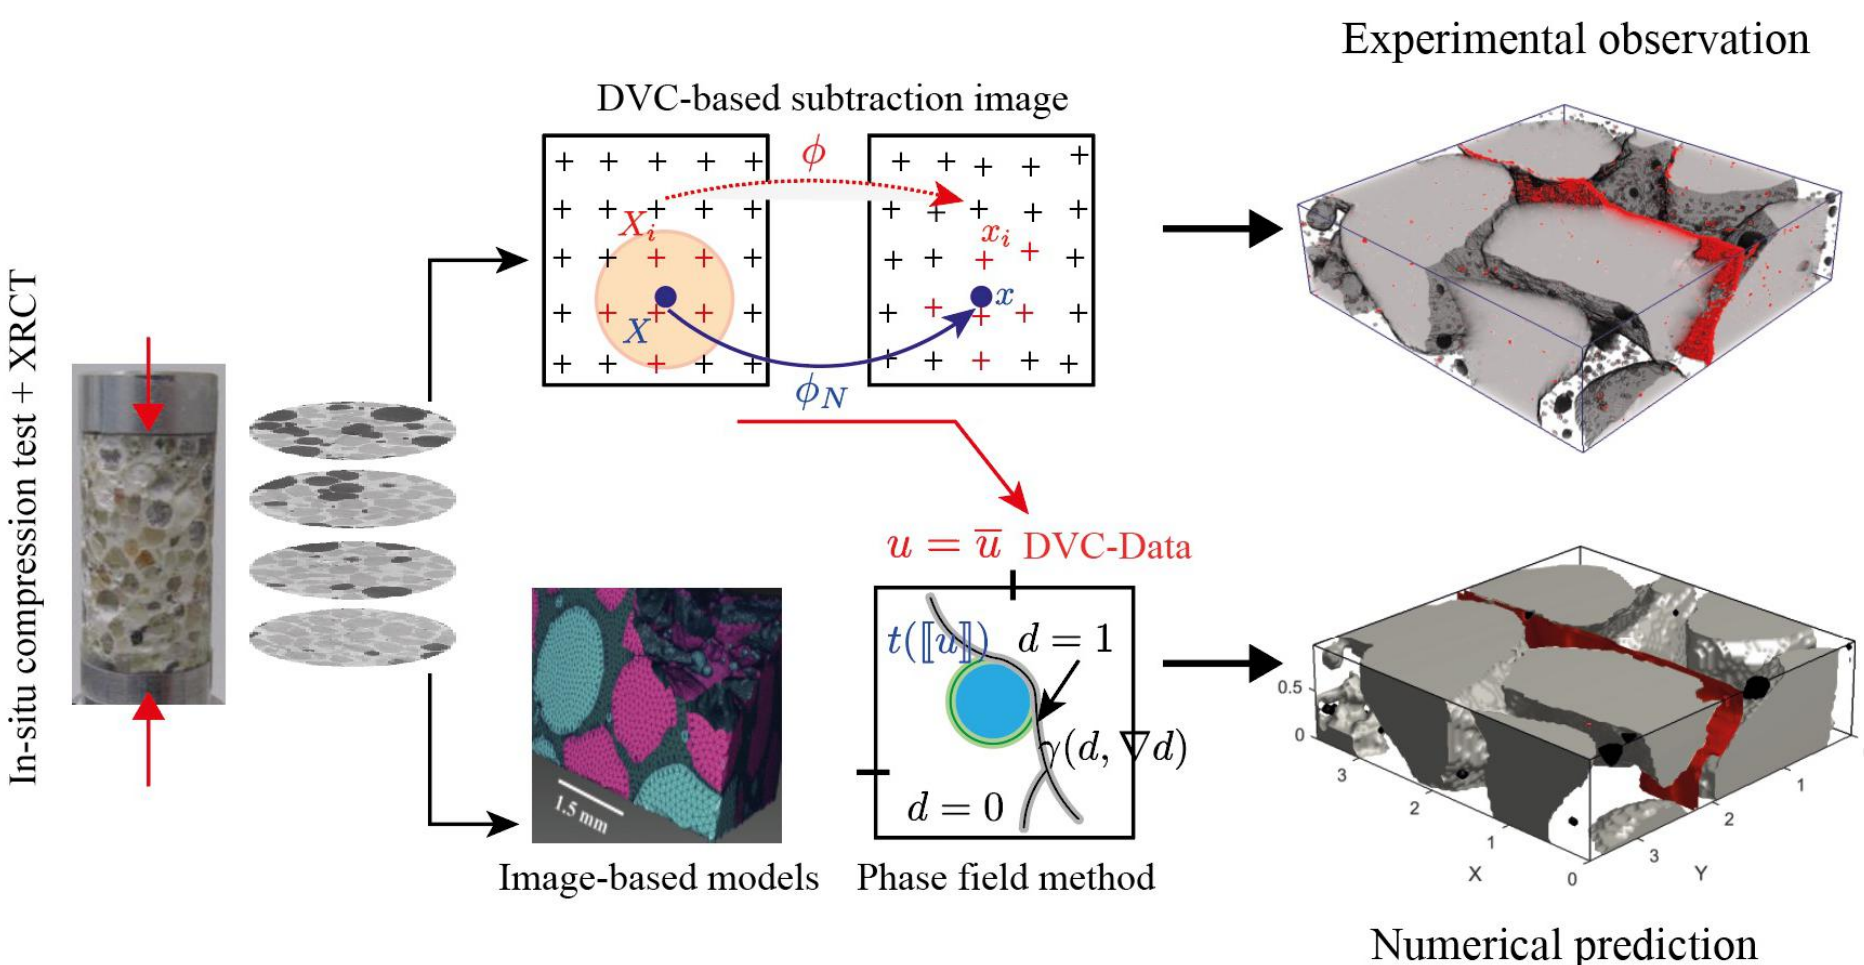 Experimental observation
DVC-based subtraction image
ϕ
X_i
x_i
x
X
ϕ_N
In-situ compression test + XRCT
u = u̅ DVC-Data
t(⟦u⟧)
d = 1
γ(d, ∇d)
d = 0
1.5 mm
Image-based models
Phase field method
0.5
0
3
2
1
0
X
1
2
3
Y
Numerical prediction